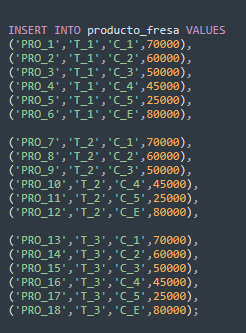 INSERT INTO producto_fresa VALUES
('PRO_1','T_1','C_1',70000),
('PRO_2','T_1','C_2',60000),
('PRO_3','T_1','C_3',50000),
('PRO_4','T_1','C_4',45000),
('PRO_5','T_1','C_5',25000),
('PRO_6','T_1','C_E',80000),
('PRO_7','T_2','C_1',70000),
('PRO_8','T_2','C_2',60000),
('PRO_9','T_2','C_3',50000),
('PRO_10','T_2','C_4',45000),
('PRO_11','T_2','C_5',25000),
('PRO_12','T_2','C_E',80000),
('PRO_13','T_3','C_1',70000),
('PRO_14','T_3','C_2',60000),
('PRO_15','T_3','C_3',50000),
('PRO_16','T_3','C_4',45000),
('PRO_17','T_3','C_5',25000),
('PRO_18','T_3','C_E',80000);